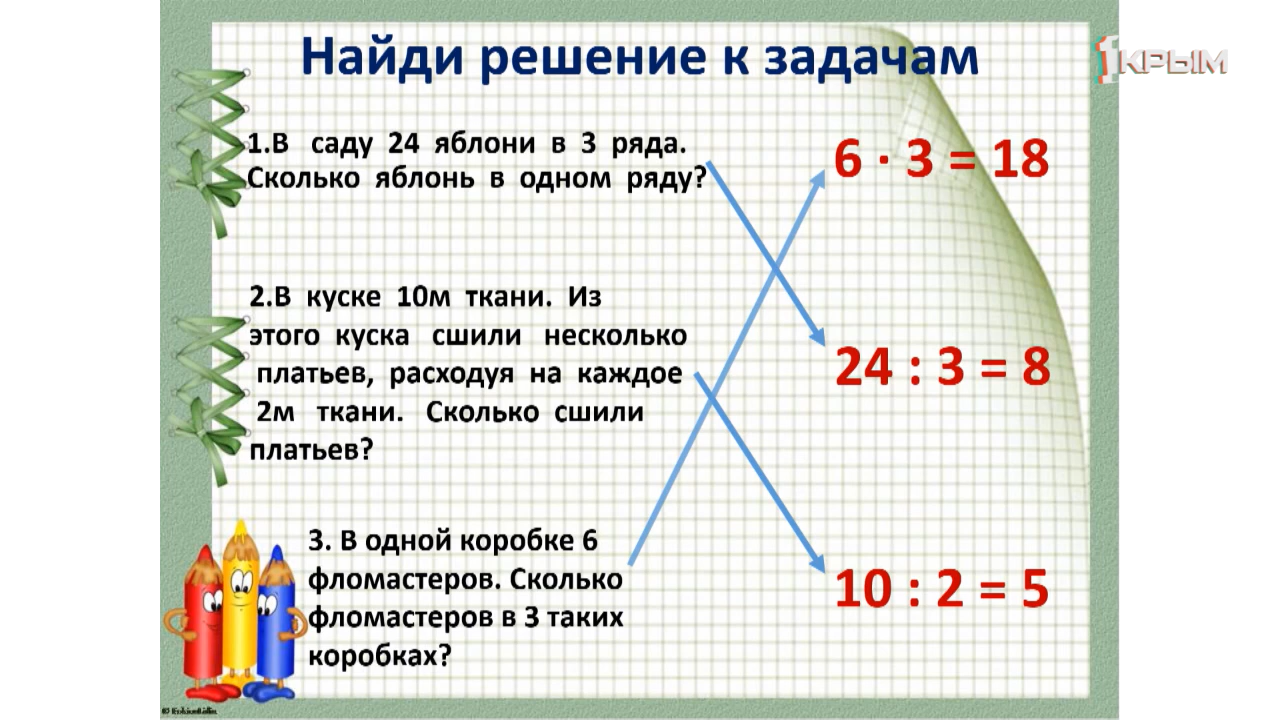 Найди решение к задачам
1КРЫМ
1.В саду 24 яблони в 3 ряда.
Сколько яблонь в одном ряду?
6 · 3 = 18
2.В куске 10м ткани. Из
этого куска сшили несколько
платьев, расходуя на каждое
2м ткани. Сколько сшили
платьев?
24 : 3 = 8
3. В одной коробке 6
фломастеров. Сколько
фломастеров в 3 таких
коробках?
10 : 2 = 5